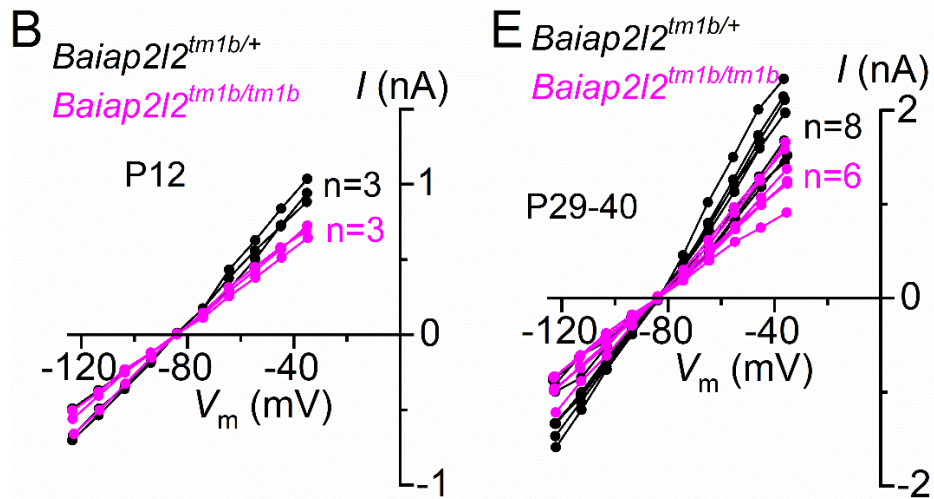 B
Baiap2l2tm1b/+
Baiap2l2tm1b/tm1b
I (nA)
P12
1
n=3
n=3
0
-120
-80
-40
Vm (mV)
-1
E
Baiap2l2tm1b/+
Baiap2l2tm1b/tm1b
I (nA)
2
n=8
n=6
P29-40
0
-120
-80
-40
Vm (mV)
-2